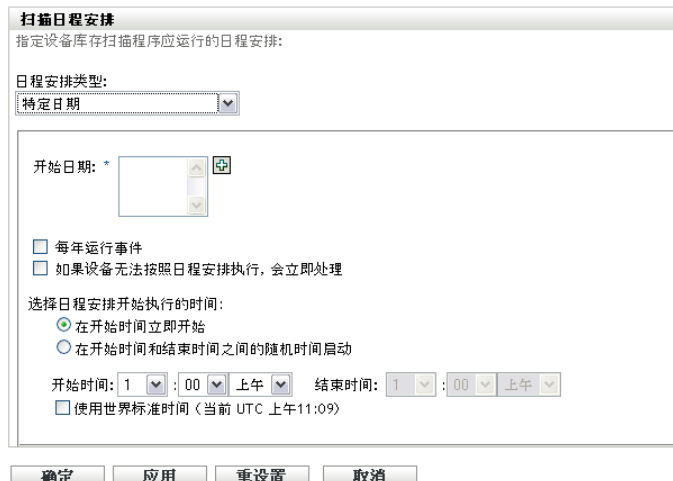 扫描日程安排
指定设备库存扫描程序应运行的日程安排:
日程安排类型:
特定日期
开始日期: *
每年运行事件
如果设备无法按照日程安排执行, 会立即处理
选择日程安排开始执行的时间:
在开始时间立即开始
在开始时间和结束时间之间的随机时间启动
开始时间: 1 : 00 上午 结束时间: 1 : 00 上午
使用世界标准时间 (当前 UTC 上午11:09)
确定 应用 重设置 取消